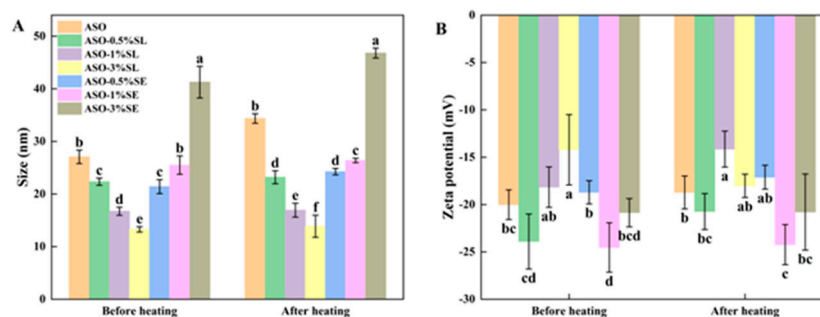 A
ASO
ASO-0.5%SL
ASO-1%SL
ASO-3%SL
ASO-0.5%SE
ASO-1%SE
ASO-3%SE
Size (nm)
50
40
30
20
10
0
b
c
d
e
c
b
a
b
d
e
f
d
c
a
Before heating
After heating
B
Zeta potential (mV)
0
-5
-10
-15
-20
-25
-30
bc
cd
ab
a
ab
d
bcd
b
bc
a
ab
ab
c
bc
Before heating
After heating